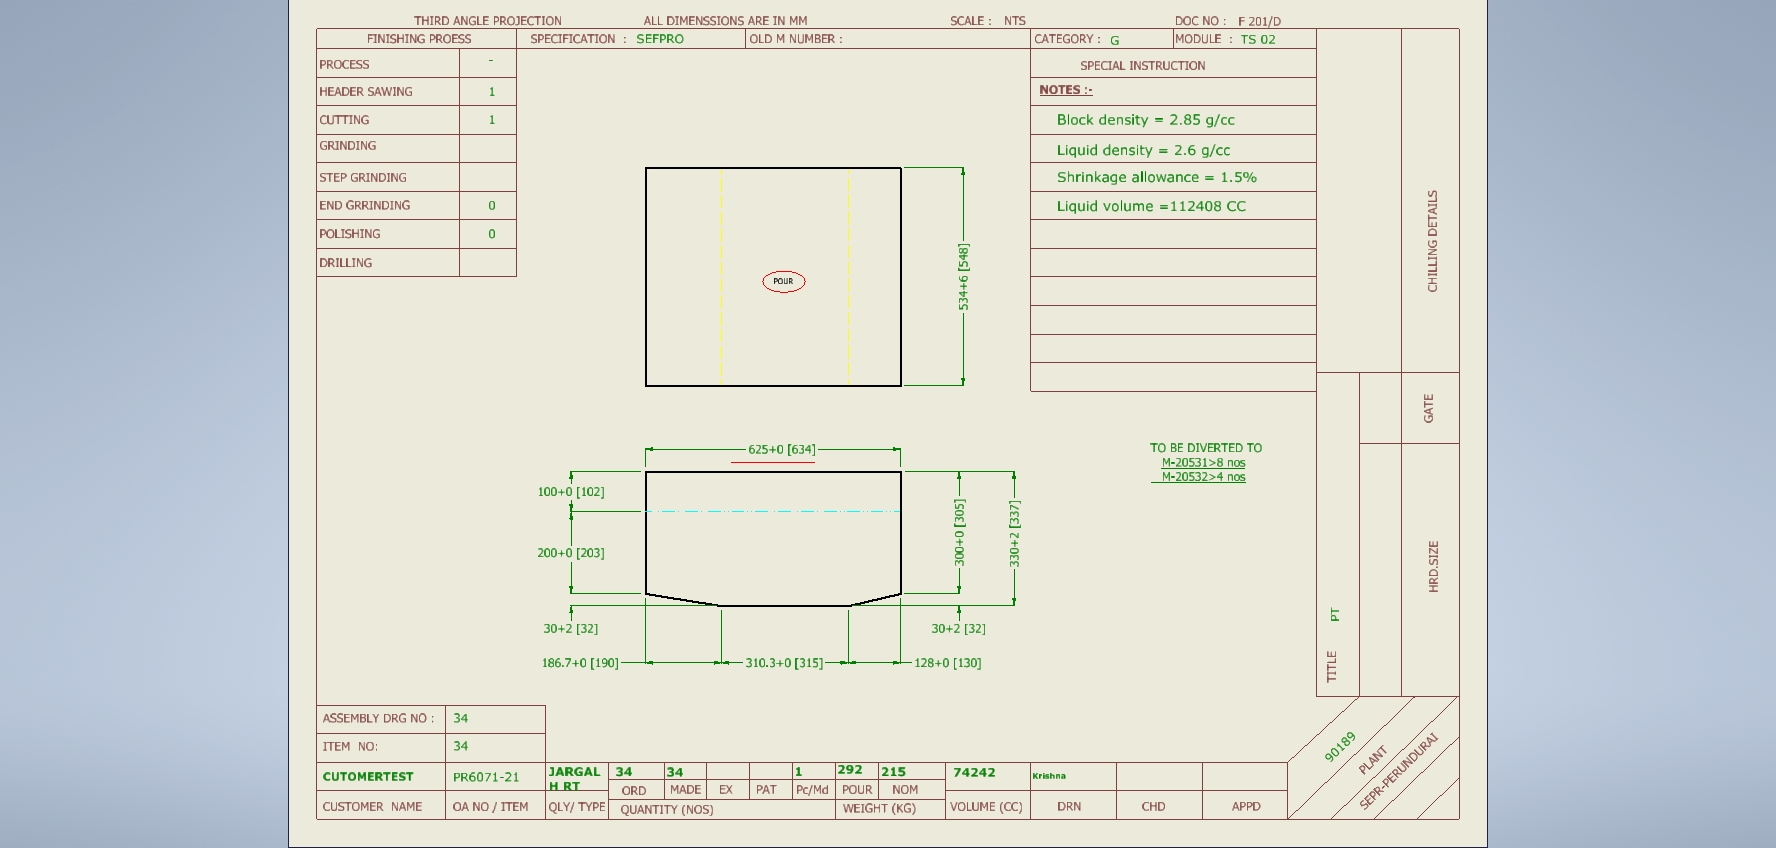 THIRD ANGLE PROJECTION ALL DIMENSSIONS ARE IN MM SCALE : NTS DOC NO : F 201/D
FINISHING PROESS SPECIFICATION : SEFPRO OLD M NUMBER : CATEGORY : G MODULE : TS 02
PROCESS -
HEADER SAWING 1
CUTTING 1
GRINDING
STEP GRINDING
END GRRINDING 0
POLISHING 0
DRILLING
SPECIAL INSTRUCTION
NOTES :-
Block density = 2.85 g/cc
Liquid density = 2.6 g/cc
Shrinkage allowance = 1.5%
Liquid volume =112408 CC
CHILLING DETAILS
POUR
534+6 [548]
GATE
TO BE DIVERTED TO
M-20531>8 nos
M-20532>4 nos
625+0 [634]
100+0 [102]
200+0 [203]
300+0 [305]
330+2 [337]
30+2 [32]
30+2 [32]
186.7+0 [190]
310.3+0 [315]
128+0 [130]
HRD.SIZE
TITLE PT
ASSEMBLY DRG NO : 34
ITEM NO: 34
CUTOMERTEST PR6071-21 JARGAL 34 34 1 292 215 74242 Krishna
H RT
ORD MADE EX PAT Pc/Md POUR NOM
CUSTOMER NAME OA NO / ITEM QLY/ TYPE QUANTITY (NOS) WEIGHT (KG) VOLUME (CC) DRN CHD APPD
90189
PLANT
SEPR-PERUNDURAI